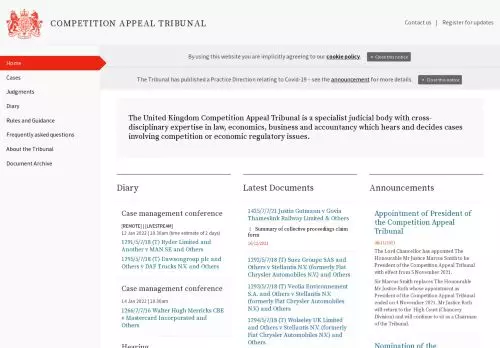 COMPETITION APPEAL TRIBUNAL
Contact us | Register for updates
By using this website you are implicitly agreeing to our cookie policy. × Close this notice
The Tribunal has published a Practice Direction relating to Covid-19 – see the announcement for more details. × Close this notice
Home
Cases
Judgments
Diary
Rules and Guidance
Frequently asked questions
About the Tribunal
Document Archive
The United Kingdom Competition Appeal Tribunal is a specialist judicial body with cross-
disciplinary expertise in law, economics, business and accountancy which hears and decides cases
involving competition or economic regulatory issues.
Diary
Case management conference
[REMOTE] [LIVESTREAM]
12 Jan 2022 | 10.30am (time estimate of 2 days)
1291/5/7/18 (T) Ryder Limited and
Another v MAN SE and Others
1295/5/7/18 (T) Dawsongroup plc and
Others v DAF Trucks N.V. and Others
Case management conference
14 Jan 2022 | 10.30am
1266/7/7/16 Walter Hugh Merricks CBE
v Mastercard Incorporated and
Others
Hearing
Latest Documents
1425/7/7/21 Justin Gutmann v Govia
Thameslink Railway Limited & Others
Summary of collective proceedings claim
form
16/12/2021
1292/5/7/18 (T) Suez Groupe SAS and
Others v Stellantis N.V. (formerly Fiat
Chrysler Automobiles N.V.) and Others
1293/5/7/18 (T) Veolia Environnement
S.A. and Others v Stellantis N.V.
(formerly Fiat Chrysler Automobiles
N.V.) and Others
1294/5/7/18 (T) Wolseley UK Limited
and Others v Stellantis N.V.
(formerly Fiat Chrysler Automobiles
Announcements
Appointment of President
of the Competition Appeal
Tribunal
08/11/2021
The Lord Chancellor has appointed The
Honourable Mr Justice Marcus Smith to be
President of the Competition Appeal Tribunal
with effect from 5 November 2021.
Sir Marcus Smith replaces The Honourable
Mr Justice Roth whose appointment as
President of the Competition Appeal Tribunal
ended on 4 November 2021. Mr Justice Roth
will return to the High Court (Chancery
Division) and will continue to sit as a
Chairman of the Tribunal.
Nomination of the